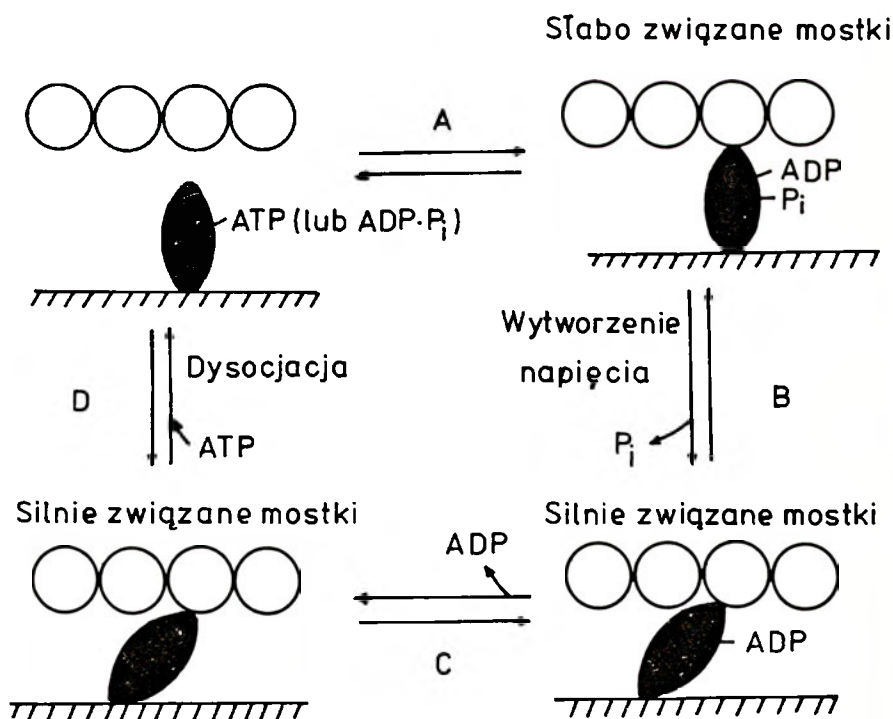 Słabo związane mostki
A
ADP
Pi
ATP (lub ADP·Pi)
Wytworzenie
napięcia
Dysocjacja
D
B
ATP
Pi
Silnie związane mostki
Silnie związane mostki
ADP
ADP
C